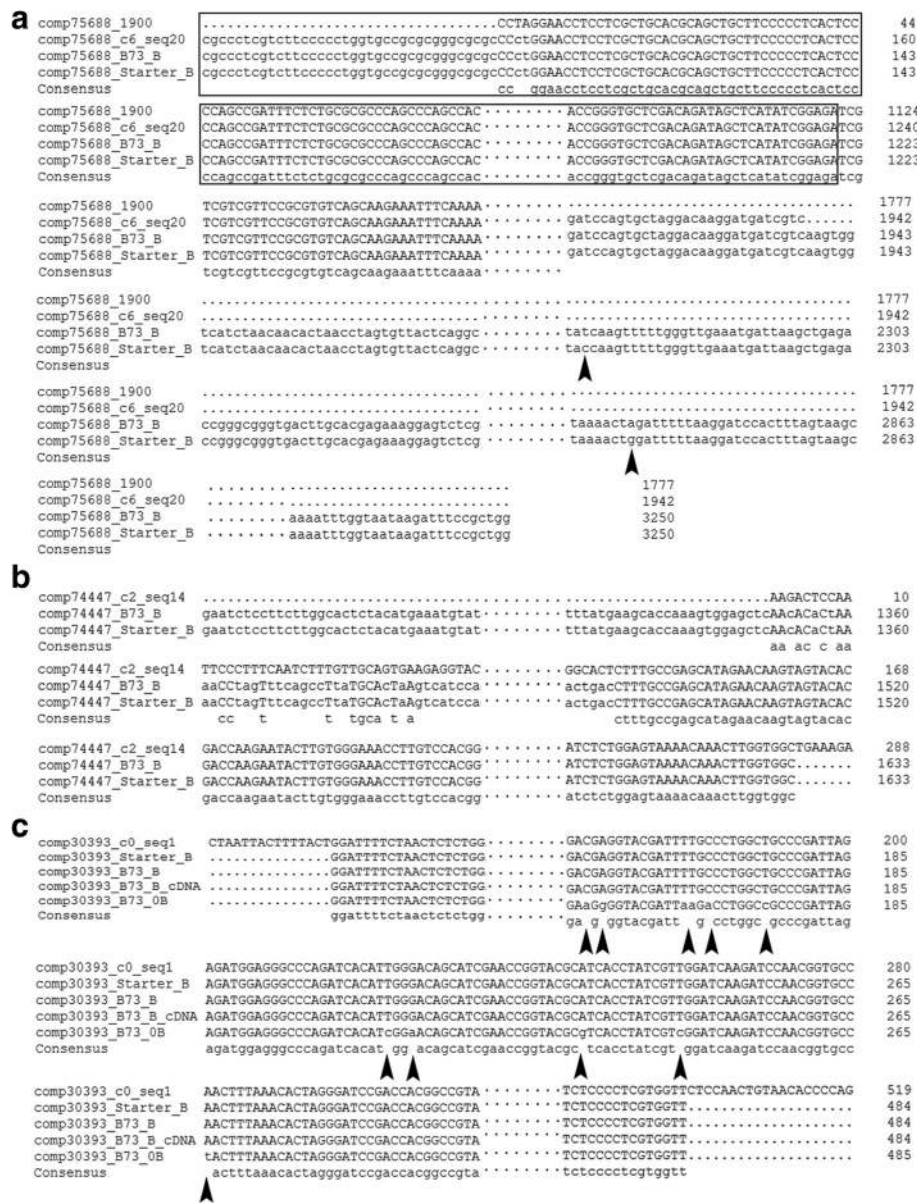 a
comp75688_1900 ..................................CCTAGGAACCTCCTCGCTGCACGCAGCTGCTTCCCCCTCACTCC 44
comp75688_c6_seq20 cgccctcgtcttcccccctggtgccgcgcgggcgcgcCCctGGAACCTCCTCGCTGCACGCAGCTGCTTCCCCCTCACTCC 160
comp75688_B73_B cgccctcgtcttcccccctggtgccgcgcgggcgcgcCCctGGAACCTCCTCGCTGCACGCAGCTGCTTCCCCCTCACTCC 143
comp75688_Starter_B cgccctcgtcttcccccctggtgccgcgcgggcgcgcCCctGGAACCTCCTCGCTGCACGCAGCTGCTTCCCCCTCACTCC 143
Consensus cc ggaacctcctcgctgcacgcagctgcttccccctcactcc
comp75688_1900 CCAGCCGATTTCTCTGCGCGCCCAGCCCAGCCAC ········· ACCGGGTGCTCGACAGATAGCTCATATCGGAGATCG 1124
comp75688_c6_seq20 CCAGCCGATTTCTCTGCGCGCCCAGCCCAGCCAC ········· ACCGGGTGCTCGACAGATAGCTCATATCGGAGATCG 1240
comp75688_B73_B CCAGCCGATTTCTCTGCGCGCCCAGCCCAGCCAC ········· ACCGGGTGCTCGACAGATAGCTCATATCGGAGATCG 1223
comp75688_Starter_B CCAGCCGATTTCTCTGCGCGCCCAGCCCAGCCAC ········· ACCGGGTGCTCGACAGATAGCTCATATCGGAGATCG 1223
Consensus ccagccgatttctctgcgcgcccagcccagccac accgggtgctcgacagatagctcatatcggagatcg
comp75688_1900 TCGTCGTTCCGCGTGTCAGCAAGAAATTTCAAAA ········· .................................... 1777
comp75688_c6_seq20 TCGTCGTTCCGCGTGTCAGCAAGAAATTTCAAAA ········· gatccagtgctaggacaaggatgatcgtc...... 1942
comp75688_B73_B TCGTCGTTCCGCGTGTCAGCAAGAAATTTCAAAA ········· gatccagtgctaggacaaggatgatcgtcaagtgg 1943
comp75688_Starter_B TCGTCGTTCCGCGTGTCAGCAAGAAATTTCAAAA ········· gatccagtgctaggacaaggatgatcgtcaagtgg 1943
Consensus tcgtcgttccgcgtgtcagcaagaaatttcaaaa ·········
comp75688_1900 .................................. ········· .................................... 1777
comp75688_c6_seq20 .................................. ········· .................................... 1942
comp75688_B73_B tcatctaacaacactaacctagtgttactcaggc ········· tatcaagtttttgggttgaaatgattaagctgaga 2303
comp75688_Starter_B tcatctaacaacactaacctagtgttactcaggc ········· taccaagtttttgggttgaaatgattaagctgaga 2303
Consensus
comp75688_1900 .................................. ········· .................................... 1777
comp75688_c6_seq20 .................................. ········· .................................... 1942
comp75688_B73_B ccgggcgggtgacttgcacgagaaaggagtctcg ········· taaaactagatttttaaggatccactttagtaagc 2863
comp75688_Starter_B ccgggcgggtgacttgcacgagaaaggagtctcg ········· taaaactggatttttaaggatccactttagtaagc 2863
Consensus
comp75688_1900 ········· .......................... 1777
comp75688_c6_seq20 ········· .......................... 1942
comp75688_B73_B ········· aaaatttggtaataagatttccgctgg 3250
comp75688_Starter_B ········· aaaatttggtaataagatttccgctgg 3250
Consensus
b
comp74447_c2_seq14 .................................. ········· ........................AAGACTCCAA 10
comp74447_B73_B gaatctccttcttggcactctacatgaaatgtat ········· tttatgaagcaccaaagtggagctcAACACACTAA 1360
comp74447_Starter_B gaatctccttcttggcactctacatgaaatgtat ········· tttatgaagcaccaaagtggagctcAACACACTAA 1360
Consensus aa ac c aa
comp74447_c2_seq14 TTCCCTTTCAATCTTTGTTGCAGTGAAGAGGTAC ········· GGCACTCTTTGCCGAGCATAGAACAAGTAGTACAC 168
comp74447_B73_B aaCCtagTttcagccTtaTGCActaAgtcatcca ········· actgacCTTTGCCGAGCATAGAACAAGTAGTACAC 1520
comp74447_Starter_B aaCCtagTttcagccTtaTGCActaAgtcatcca ········· actgacCTTTGCCGAGCATAGAACAAGTAGTACAC 1520
Consensus cc t t tgca t a ctttgccgagcatagaacaagtagtacac
comp74447_c2_seq14 GACCAAGAATACTTGTGGGAAACCTTGTCCACGG ········· ATCTCTGGAGTAAAACAAACTTGGTGGCTGAAAGA 288
comp74447_B73_B GACCAAGAATACTTGTGGGAAACCTTGTCCACGG ········· ATCTCTGGAGTAAAACAAACTTGGTGGC....... 1633
comp74447_Starter_B GACCAAGAATACTTGTGGGAAACCTTGTCCACGG ········· ATCTCTGGAGTAAAACAAACTTGGTGGC....... 1633
Consensus gaccaagaatacttgtgggaaaccttgtccacgg atctctggagtaaaacaaacttggtggc
c
comp30393_c0_seq1 CTAATTACTTTTACTGGATTTTCTAACTCTCTGG ········· GACGAGGTACGATTTTGCCCTGGCTGCCCGATTAG 200
comp30393_Starter_B ...............GGATTTTCTAACTCTCTGG ········· GACGAGGTACGATTTTGCCCTGGCTGCCCGATTAG 185
comp30393_B73_B ...............GGATTTTCTAACTCTCTGG ········· GACGAGGTACGATTTTGCCCTGGCTGCCCGATTAG 185
comp30393_B73_B_cDNA ...............GGATTTTCTAACTCTCTGG ········· GACGAGGTACGATTTTGCCCTGGCTGCCCGATTAG 185
comp30393_B73_0B ...............GGATTTTCTAACTCTCTGG ········· GAaGgGGTACGATTaaGaCCTGGCcGCCCGATTAG 185
Consensus ggattttctaactctctgg ga g ggtacgatt g cctggc gcccgattag
comp30393_c0_seq1 AGATGGAGGGCCCAGATCACATTGGGACAGCATCGAACCGGTACGCATCACCTATCGTTGGATCAAGATCCAACGGTGCC 280
comp30393_Starter_B AGATGGAGGGCCCAGATCACATTGGGACAGCATCGAACCGGTACGCATCACCTATCGTTGGATCAAGATCCAACGGTGCC 265
comp30393_B73_B AGATGGAGGGCCCAGATCACATTGGGACAGCATCGAACCGGTACGCATCACCTATCGTTGGATCAAGATCCAACGGTGCC 265
comp30393_B73_B_cDNA AGATGGAGGGCCCAGATCACATTGGGACAGCATCGAACCGGTACGCATCACCTATCGTTGGATCAAGATCCAACGGTGCC 265
comp30393_B73_0B AGATGGAGGGCCCAGATCACATcGGaACAGCATCGAACCGGTACGCgTCACCTATCGTcGGATCAAGATCCAACGGTGCC 265
Consensus agatggagggcccagatcacat gg acagcatcgaaccggtacgc tcacctatcgt ggatcaagatccaacggtgcc
comp30393_c0_seq1 AACTTTAAACACTAGGGATCCGACCACGGCCGTA ········· TCTCCCCTCGTGGTTCTCCAACTGTAACACCCCAG 519
comp30393_Starter_B AACTTTAAACACTAGGGATCCGACCACGGCCGTA ········· TCTCCCCTCGTGGTT.................... 484
comp30393_B73_B AACTTTAAACACTAGGGATCCGACCACGGCCGTA ········· TCTCCCCTCGTGGTT.................... 484
comp30393_B73_B_cDNA AACTTTAAACACTAGGGATCCGACCACGGCCGTA ········· TCTCCCCTCGTGGTT.................... 484
comp30393_B73_0B tACTTTAAACACTAGGGATCCGACCACGGCCGTA ········· TCTCCCCTCGTGGTT.................... 485
Consensus actttaaacactagggatccgaccacggccgta tctcccctcgtggtt